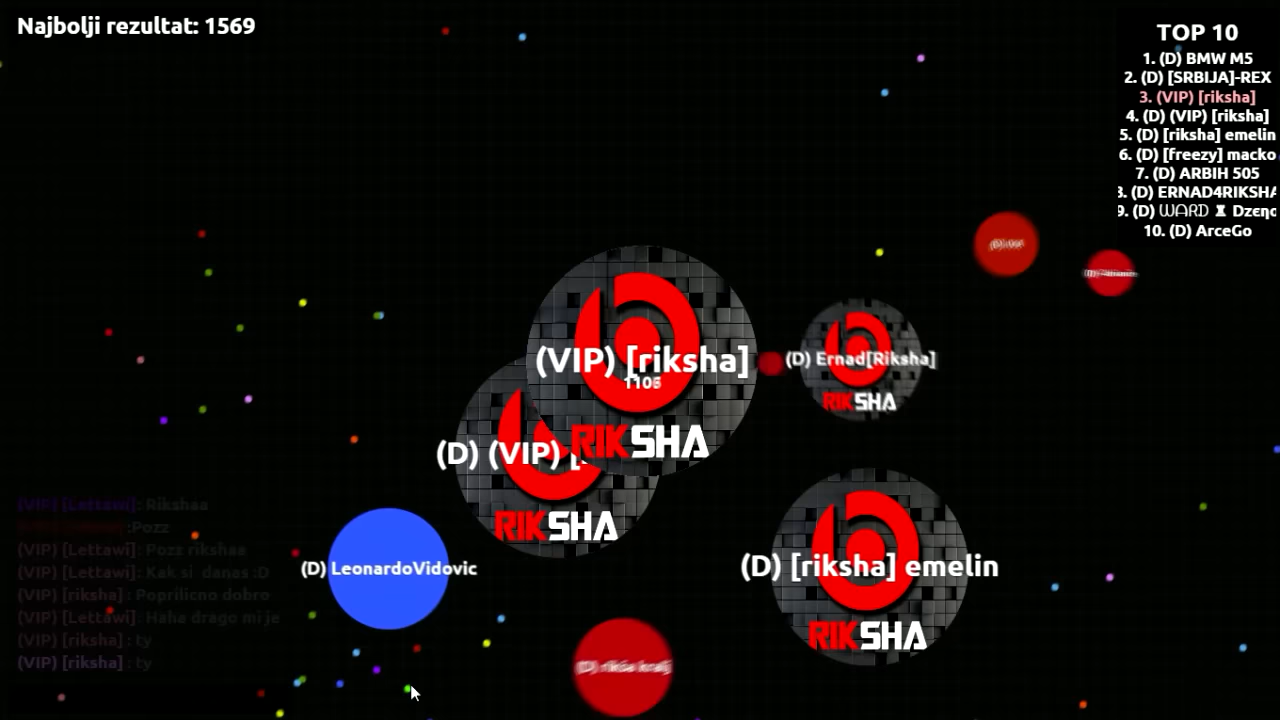 Najbolji rezultat: 1569
TOP 10
1. (D) BMW M5
2. (D) [SRBIJA]-REX
3. (VIP) [riksha]
4. (D) (VIP) [riksha]
5. (D) [riksha] emelin
6. (D) [freezy] macko
7. (D) ARBIH 505
8. (D) ERNAD4RIKSHA
9. (D) ᗯᗩᖇᗪ ♜ Dzeno
10. (D) ArceGo
(VIP) [riksha]
RIKSHA
(D) Ernad[Riksha]
RIKSHA
(D) (VIP) [
RIKSHA
(D) [riksha] emelin
RIKSHA
(D) LeonardoVidovic
(VIP) [Lettawi]: Rikshaa
:Pozz
(VIP) [Lettawi]: Pozz rikshaa
(VIP) [Lettawi]: Kak si danas :D
(VIP) [riksha] : Poprilicno dobro
(VIP) [Lettawi]: Haha drago mi je
(VIP) [riksha] : ty
(VIP) [riksha] : ty